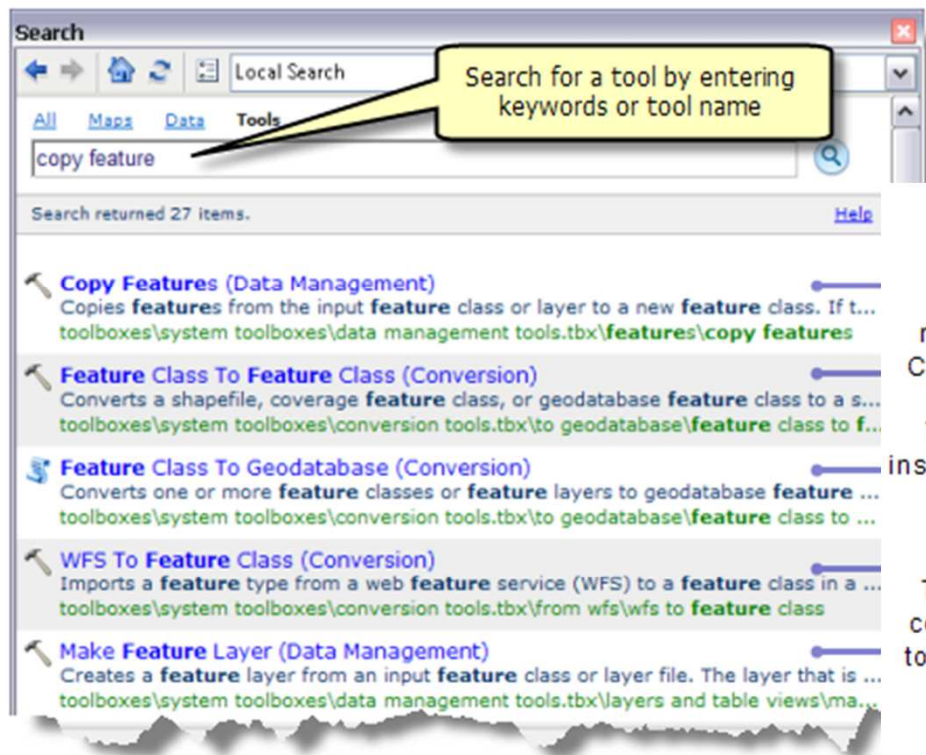 Search
Local Search
Search for a tool by entering
keywords or tool name
All Maps Data Tools
copy feature
Search returned 27 items. Help
Copy Features (Data Management)
Copies features from the input feature class or layer to a new feature class. If t...
toolboxes\system toolboxes\data management tools.tbx\features\copy features
Feature Class To Feature Class (Conversion)
Converts a shapefile, coverage feature class, or geodatabase feature class to a s...
toolboxes\system toolboxes\conversion tools.tbx\to geodatabase\feature class to f...
Feature Class To Geodatabase (Conversion)
Converts one or more feature classes or feature layers to geodatabase feature ...
toolboxes\system toolboxes\conversion tools.tbx\to geodatabase\feature class to ...
WFS To Feature Class (Conversion)
Imports a feature type from a web feature service (WFS) to a feature class in a ...
toolboxes\system toolboxes\conversion tools.tbx\from wfs\wfs to feature class
Make Feature Layer (Data Management)
Creates a feature layer from an input feature class or layer file. The layer that is ...
toolboxes\system toolboxes\data management tools.tbx\layers and table views\ma...
C
ins
to